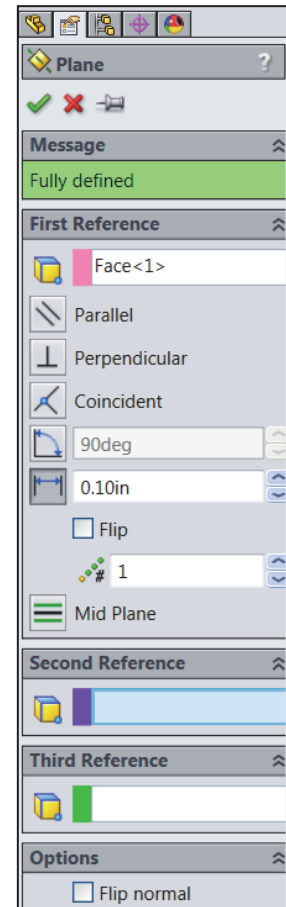 Plane ?
Message
Fully defined
First Reference
Face<1>
Parallel
Perpendicular
Coincident
90deg
0.10in
Flip
# 1
Mid Plane
Second Reference
Third Reference
Options
Flip normal